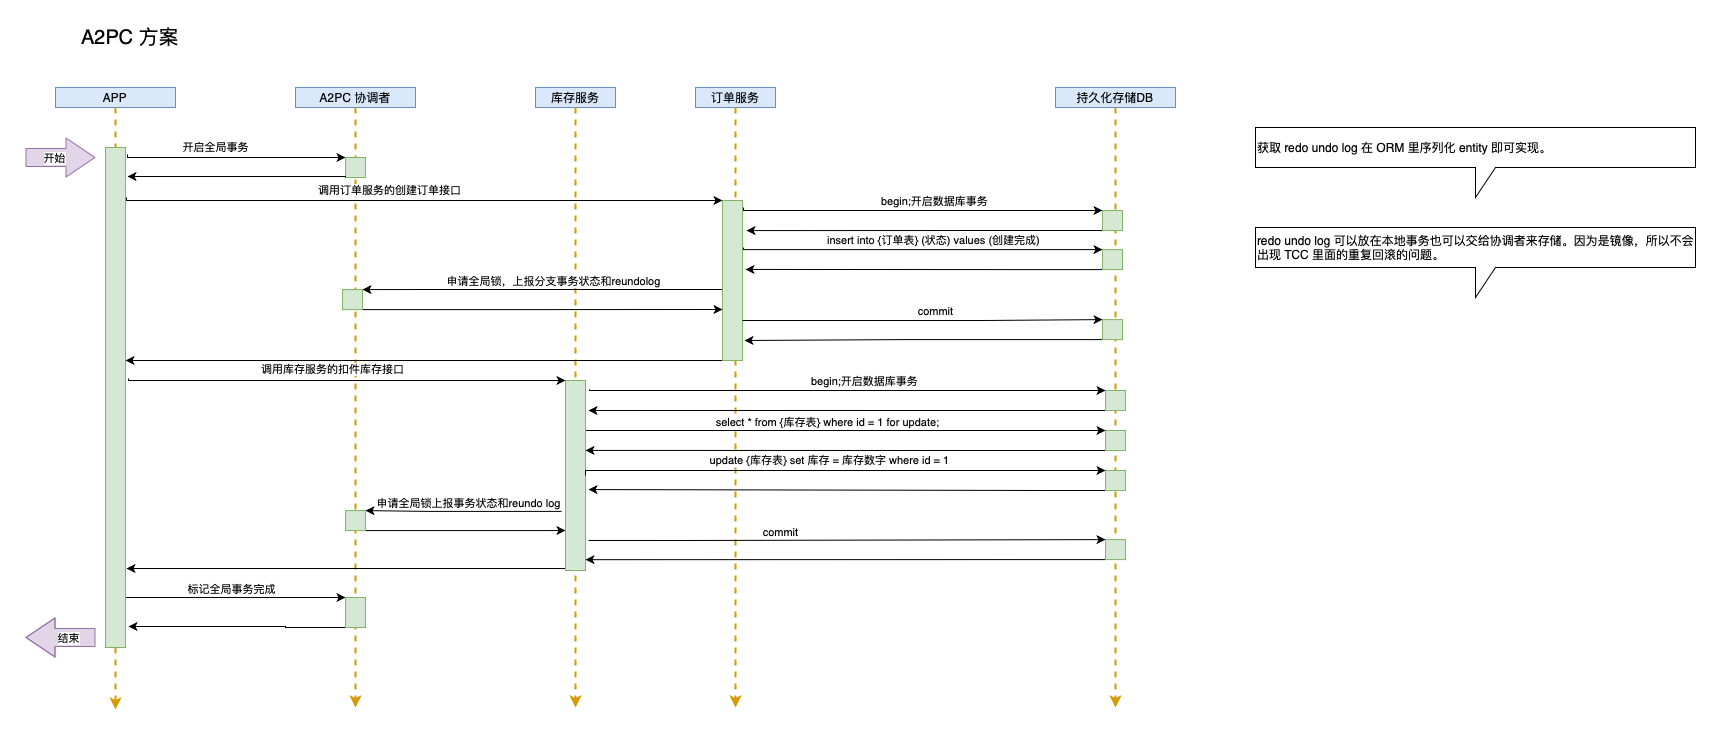 A2PC 方案
APP
A2PC 协调者
库存服务
订单服务
持久化存储DB
开始
开启全局事务
调用订单服务的创建订单接口
begin;开启数据库事务
insert into {订单表} (状态) values (创建完成)
申请全局锁，上报分支事务状态和reundolog
commit
调用库存服务的扣件库存接口
begin;开启数据库事务
select * from {库存表} where id = 1 for update;
update {库存表} set 库存 = 库存数字 where id = 1
申请全局锁上报事务状态和reundo log
commit
标记全局事务完成
结束
获取 redo undo log 在 ORM 里序列化 entity 即可实现。
redo undo log 可以放在本地事务也可以交给协调者来存储。因为是镜像，所以不会
出现 TCC 里面的重复回滚的问题。